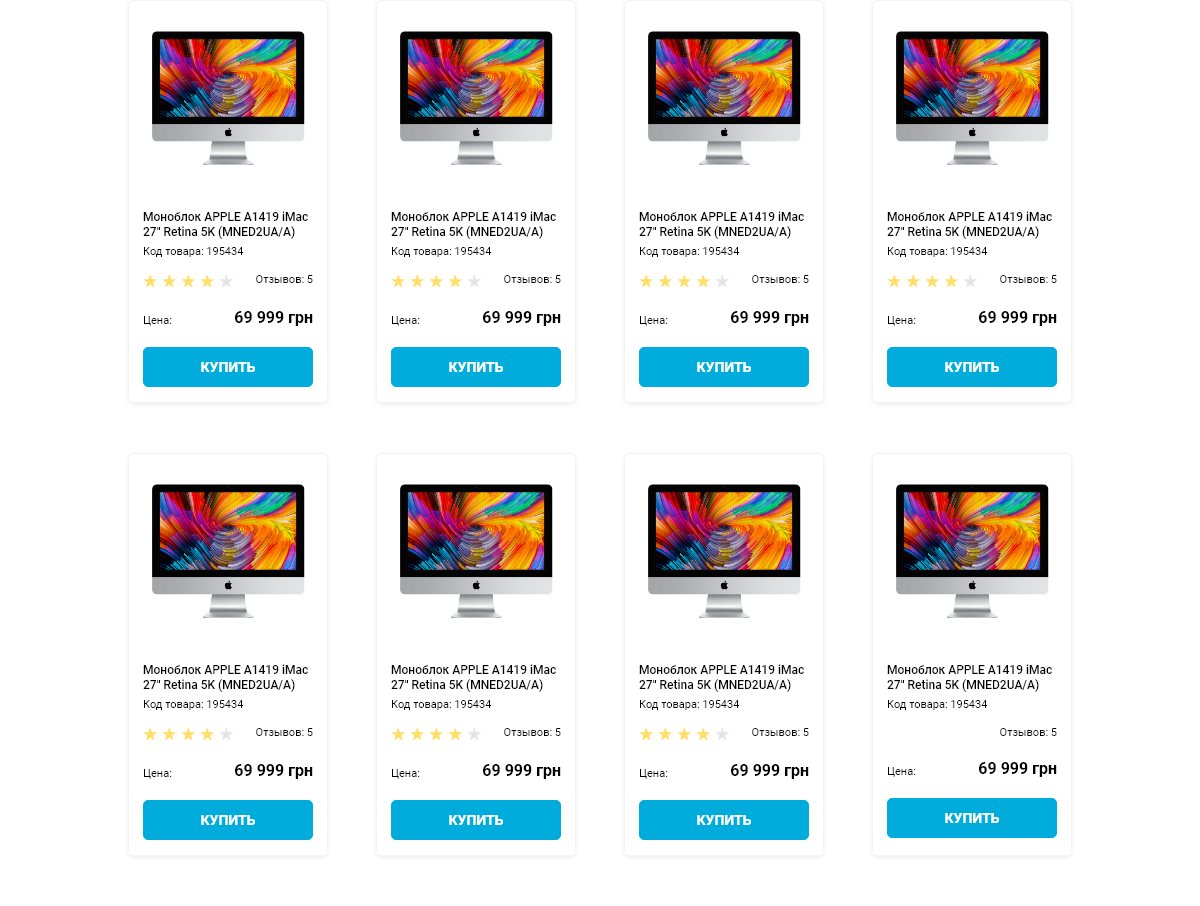 Моноблок APPLE A1419 iMac
27" Retina 5K (MNED2UA/A)
Код товара: 195434
Отзывов: 5
Цена: 69 999 грн
КУПИТЬ
Моноблок APPLE A1419 iMac
27" Retina 5K (MNED2UA/A)
Код товара: 195434
Отзывов: 5
Цена: 69 999 грн
КУПИТЬ
Моноблок APPLE A1419 iMac
27" Retina 5K (MNED2UA/A)
Код товара: 195434
Отзывов: 5
Цена: 69 999 грн
КУПИТЬ
Моноблок APPLE A1419 iMac
27" Retina 5K (MNED2UA/A)
Код товара: 195434
Отзывов: 5
Цена: 69 999 грн
КУПИТЬ
Моноблок APPLE A1419 iMac
27" Retina 5K (MNED2UA/A)
Код товара: 195434
Отзывов: 5
Цена: 69 999 грн
КУПИТЬ
Моноблок APPLE A1419 iMac
27" Retina 5K (MNED2UA/A)
Код товара: 195434
Отзывов: 5
Цена: 69 999 грн
КУПИТЬ
Моноблок APPLE A1419 iMac
27" Retina 5K (MNED2UA/A)
Код товара: 195434
Отзывов: 5
Цена: 69 999 грн
КУПИТЬ
Моноблок APPLE A1419 iMac
27" Retina 5K (MNED2UA/A)
Код товара: 195434
Отзывов: 5
Цена: 69 999 грн
КУПИТЬ